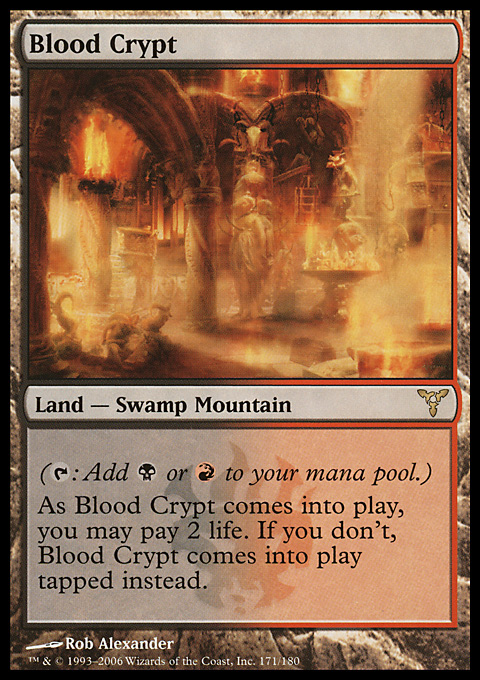 Blood Crypt
Land — Swamp Mountain
(: Add or to your mana pool.)
As Blood Crypt comes into play,
you may pay 2 life. If you don't,
Blood Crypt comes into play
tapped instead.
Rob Alexander
™ & © 1993–2006 Wizards of the Coast, Inc. 171/180